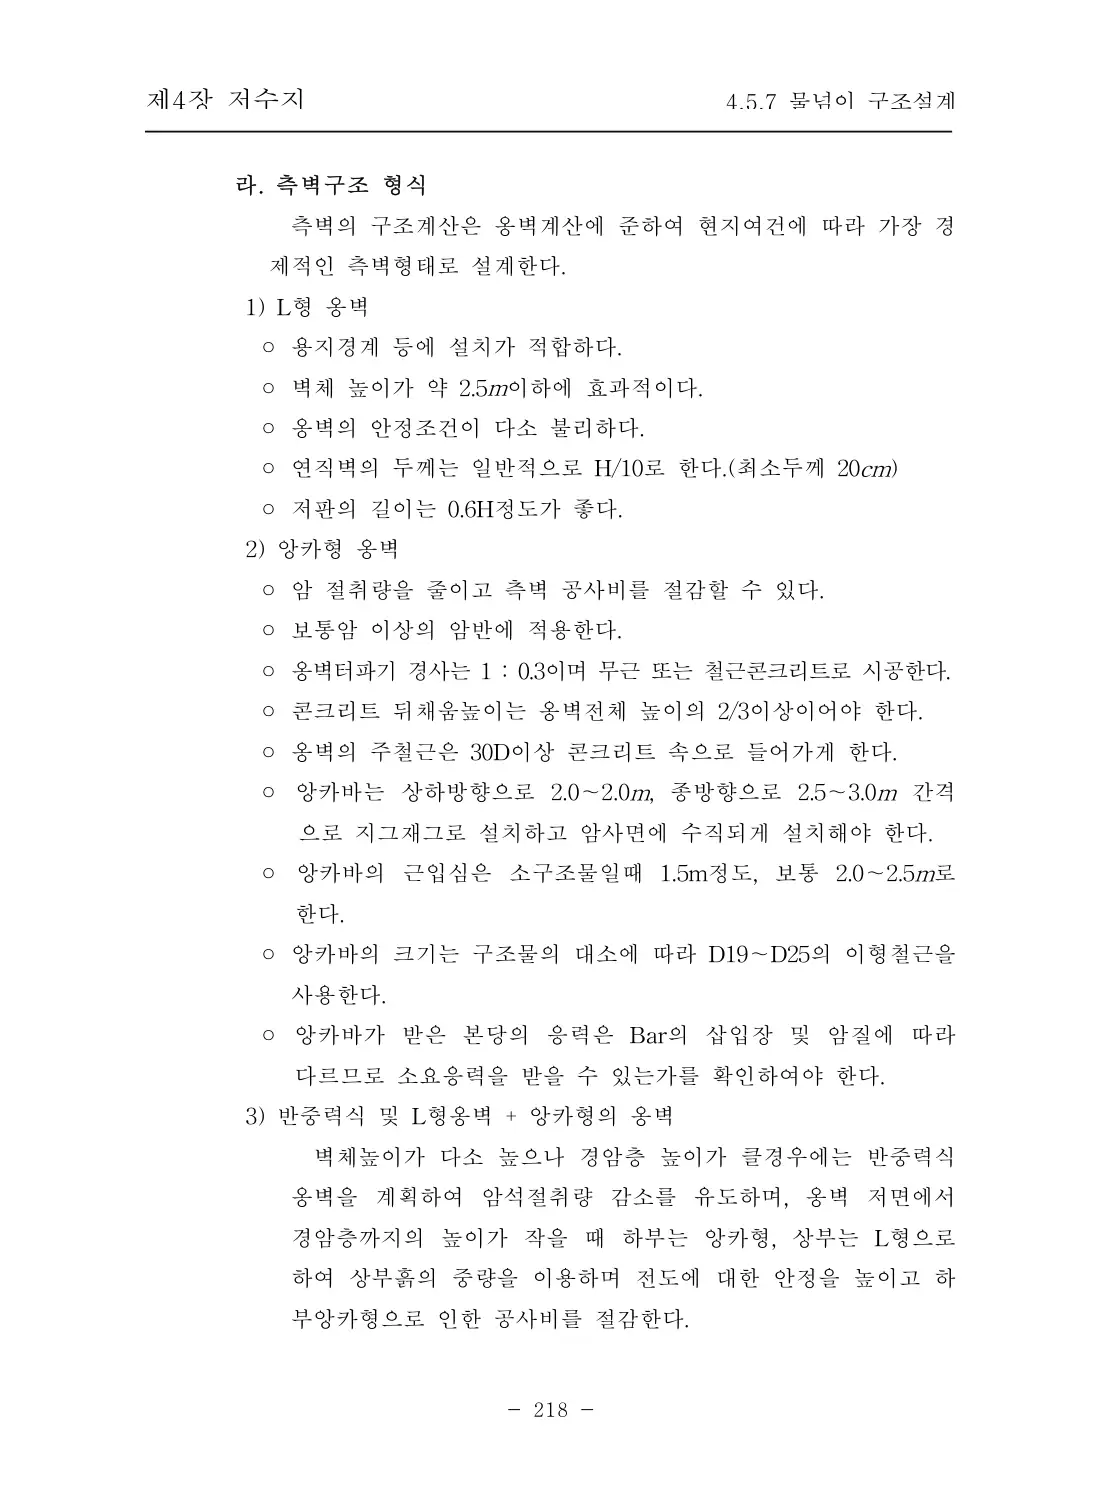 제4장 저수지
4.5.7 물넘이 구조설계
라. 측벽구조 형식
측벽의 구조계산은 옹벽계산에 준하여 현지여건에 따라 가장 경
제적인 측벽형태로 설계한다.
1) L형 옹벽
○ 용지경계 등에 설치가 적합하다.
○ 벽체 높이가 약 2.5m이하에 효과적이다.
○ 옹벽의 안정조건이 다소 불리하다.
○ 연직벽의 두께는 일반적으로 H/10로 한다.(최소두께 20cm)
○ 저판의 길이는 0.6H정도가 좋다.
2) 앙카형 옹벽
○ 암 절취량을 줄이고 측벽 공사비를 절감할 수 있다.
○ 보통암 이상의 암반에 적용한다.
○ 옹벽터파기 경사는 1 : 0.3이며 무근 또는 철근콘크리트로 시공한다.
○ 콘크리트 뒤채움높이는 옹벽전체 높이의 2/3이상이어야 한다.
○ 옹벽의 주철근은 30D이상 콘크리트 속으로 들어가게 한다.
○ 앙카바는 상하방향으로 2.0~2.0m, 종방향으로 2.5~3.0m 간격
으로 지그재그로 설치하고 암사면에 수직되게 설치해야 한다.
○ 앙카바의 근입심은 소구조물일때 1.5m정도, 보통 2.0~2.5m로
한다.
○ 앙카바의 크기는 구조물의 대소에 따라 D19~D25의 이형철근을
사용한다.
○ 앙카바가 받은 본당의 응력은 Bar의 삽입장 및 암질에 따라
다르므로 소요응력을 받을 수 있는가를 확인하여야 한다.
3) 반중력식 및 L형옹벽 + 앙카형의 옹벽
벽체높이가 다소 높으나 경암층 높이가 클경우에는 반중력식
옹벽을 계획하여 암석절취량 감소를 유도하며, 옹벽 저면에서
경암층까지의 높이가 작을 때 하부는 앙카형, 상부는 L형으로
하여 상부흙의 중량을 이용하며 전도에 대한 안정을 높이고 하
부앙카형으로 인한 공사비를 절감한다.
- 218 -